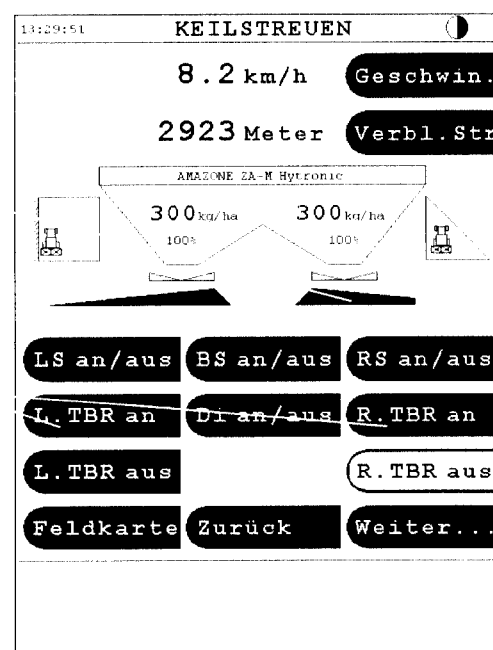 13:29:51 KEILSTREUEN
8.2 km/h Geschwin.
2923 Meter Verbl.Str
AMAZONE ZA-M Hytronic
300 kg/ha 300 kg/ha
100% 100%
LS an/aus BS an/aus RS an/aus
L.TBR an Di an/aus R.TBR an
L.TBR aus R.TBR aus
Feldkarte Zurück Weiter...